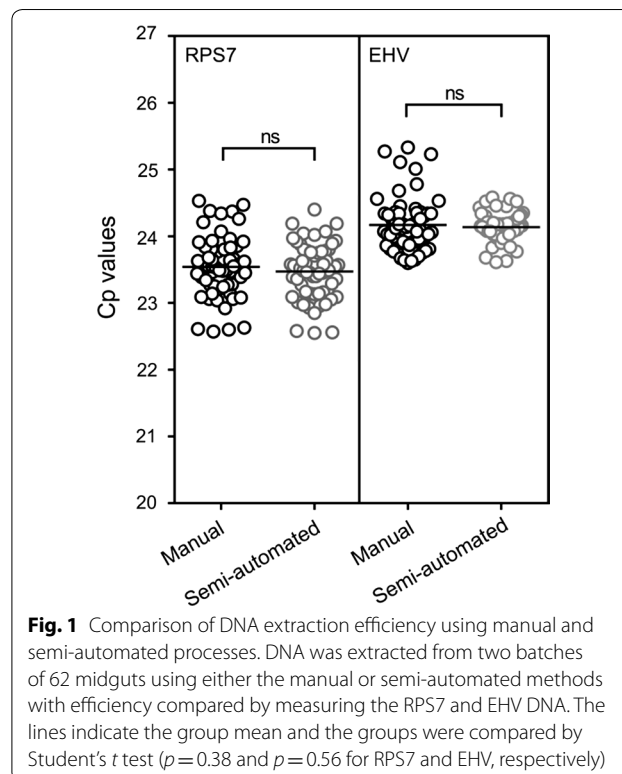 27
26
25
24
23
22
21
20
Cp values
RPS7
EHV
ns
ns
Manual
Semi-automated
Manual
Semi-automated
Fig. 1 Comparison of DNA extraction efficiency using manual and
semi-automated processes. DNA was extracted from two batches
of 62 midguts using either the manual or semi-automated methods
with efficiency compared by measuring the RPS7 and EHV DNA. The
lines indicate the group mean and the groups were compared by
Student’s t test (p = 0.38 and p = 0.56 for RPS7 and EHV, respectively)